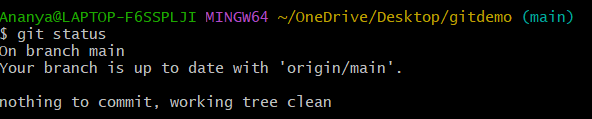 Ananya@LAPTOP-F6SSPLJI MINGW64 ~/OneDrive/Desktop/gitdemo (main)
$ git status
On branch main
Your branch is up to date with 'origin/main'.
nothing to commit, working tree clean